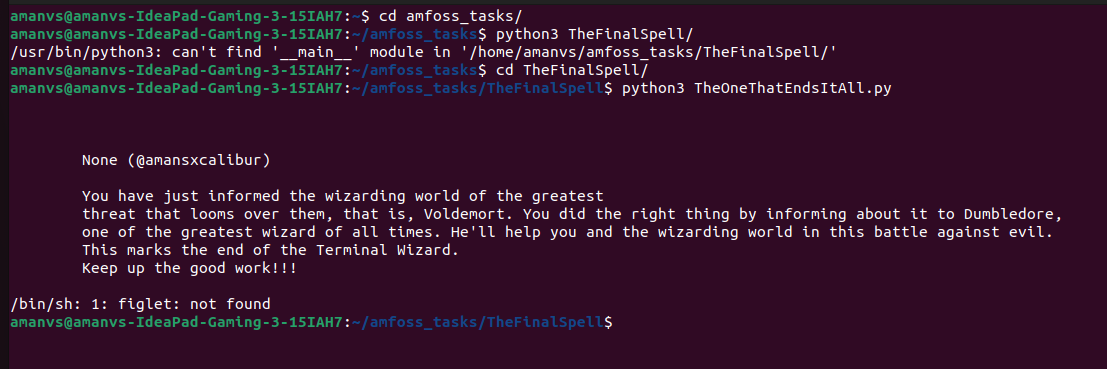 amanvs@amanvs-IdeaPad-Gaming-3-15IAH7:~$ cd amfoss_tasks/
amanvs@amanvs-IdeaPad-Gaming-3-15IAH7:~/amfoss_tasks$ python3 TheFinalSpell/
/usr/bin/python3: can't find '__main__' module in '/home/amanvs/amfoss_tasks/TheFinalSpell/'
amanvs@amanvs-IdeaPad-Gaming-3-15IAH7:~/amfoss_tasks$ cd TheFinalSpell/
amanvs@amanvs-IdeaPad-Gaming-3-15IAH7:~/amfoss_tasks/TheFinalSpell$ python3 TheOneThatEndsItAll.py
None (@amansxcalibur)
You have just informed the wizarding world of the greatest
threat that looms over them, that is, Voldemort. You did the right thing by informing about it to Dumbledore,
one of the greatest wizard of all times. He'll help you and the wizarding world in this battle against evil.
This marks the end of the Terminal Wizard.
Keep up the good work!!!
/bin/sh: 1: figlet: not found
amanvs@amanvs-IdeaPad-Gaming-3-15IAH7:~/amfoss_tasks/TheFinalSpell$